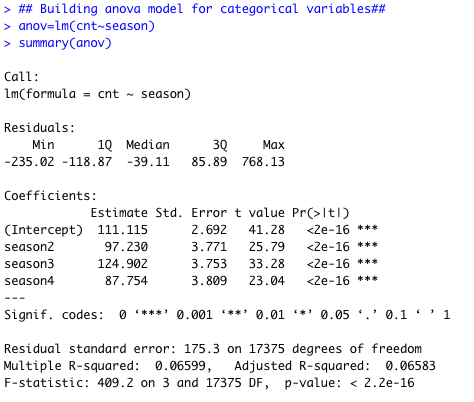 > ## Building anova model for categorical variables##
> anov=lm(cnt~season)
> summary(anov)
Call:
lm(formula = cnt ~ season)
Residuals:
    Min      1Q  Median      3Q     Max
-235.02 -118.87  -39.11   85.89  768.13
Coefficients:
            Estimate Std. Error t value Pr(>|t|)
(Intercept)  111.115      2.692   41.28   <2e-16 ***
season2       97.230      3.771   25.79   <2e-16 ***
season3      124.902      3.753   33.28   <2e-16 ***
season4       87.754      3.809   23.04   <2e-16 ***
---
Signif. codes:  0 ‘***’ 0.001 ‘**’ 0.01 ‘*’ 0.05 ‘.’ 0.1 ‘ ’ 1
Residual standard error: 175.3 on 17375 degrees of freedom
Multiple R-squared:  0.06599,	Adjusted R-squared:  0.06583
F-statistic: 409.2 on 3 and 17375 DF,  p-value: < 2.2e-16